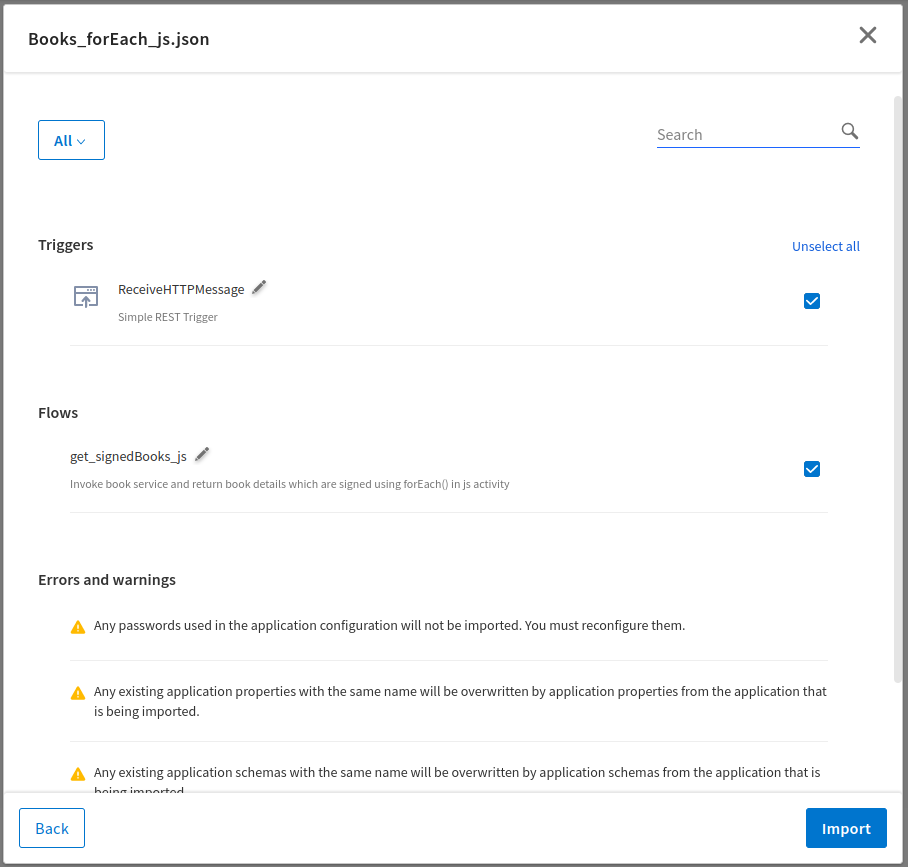 Books_forEach_js.json
All
Search
Triggers
Unselect all
ReceiveHTTPMessage
Simple REST Trigger
Flows
get_signedBooks_js
Invoke book service and return book details which are signed using forEach() in js activity
Errors and warnings
Any passwords used in the application configuration will not be imported. You must reconfigure them.
Any existing application properties with the same name will be overwritten by application properties from the application that
is being imported.
Any existing application schemas with the same name will be overwritten by application schemas from the application that is
being imported.
Back
Import